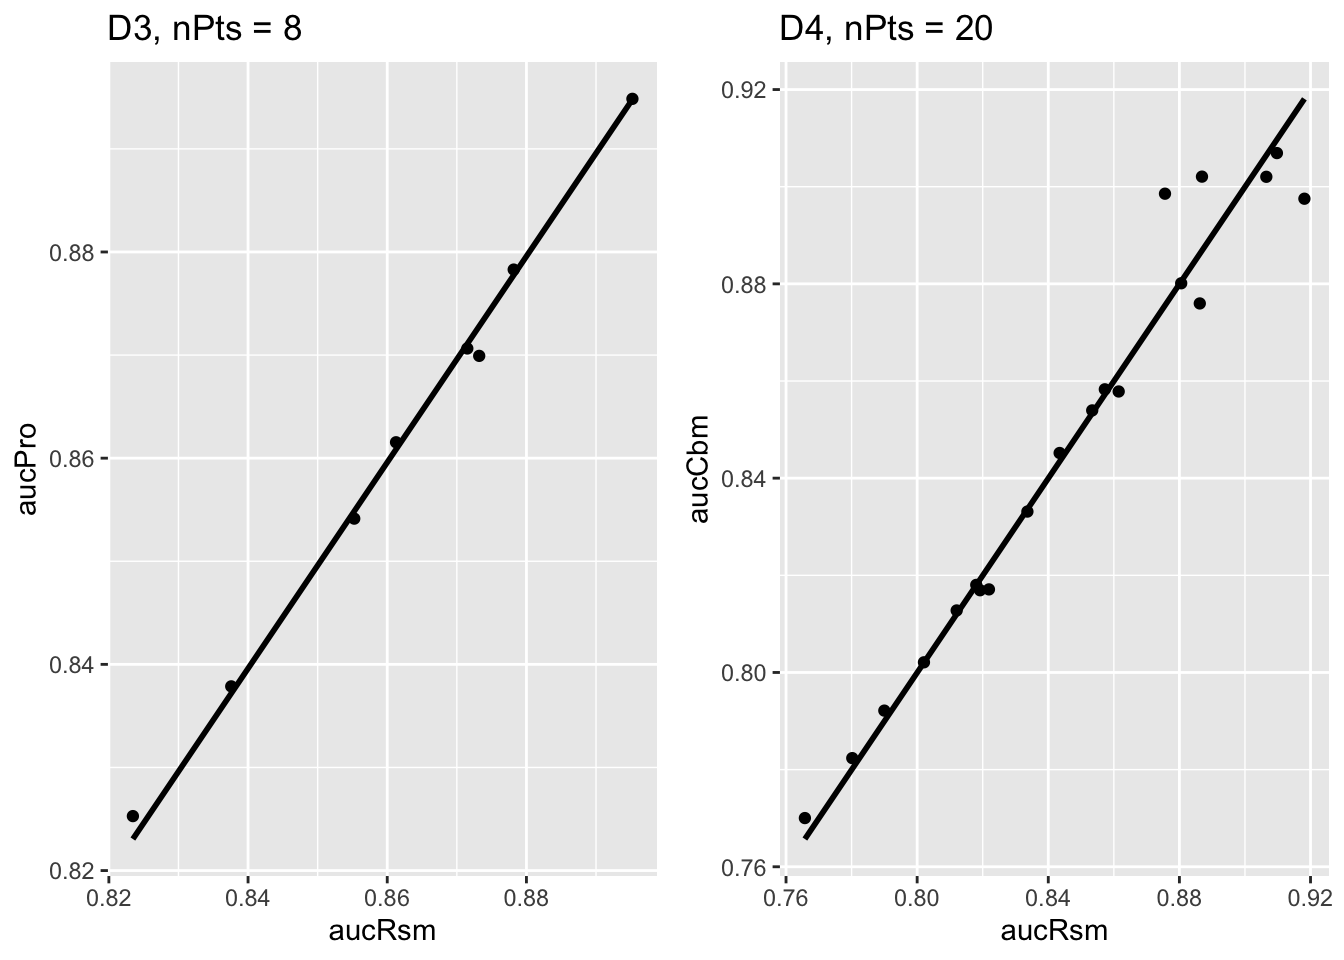 D3, nPts = 8
aucPro
0.88
0.86
0.84
0.82
0.82 0.84 0.86 0.88
aucRsm
D4, nPts = 20
aucCbm
0.92
0.88
0.84
0.80
0.76
0.76 0.80 0.84 0.88 0.92
aucRsm